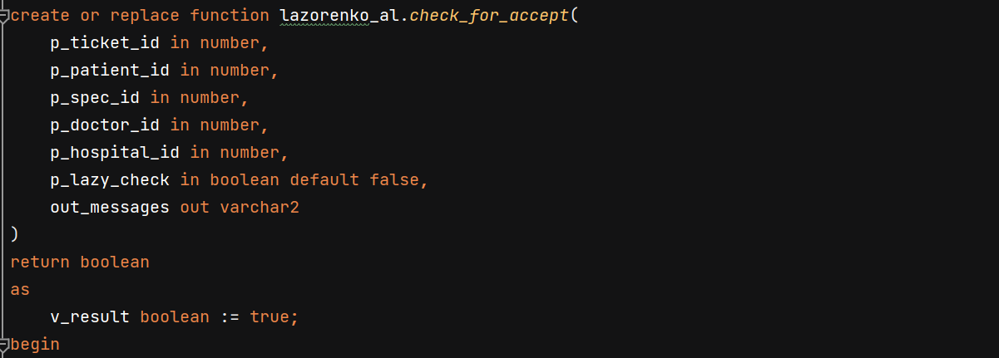 create or replace function lazorenko_al.check_for_accept(
    p_ticket_id in number,
    p_patient_id in number,
    p_spec_id in number,
    p_doctor_id in number,
    p_hospital_id in number,
    p_lazy_check in boolean default false,
    out_messages out varchar2
)
return boolean
as
    v_result boolean := true;
begin